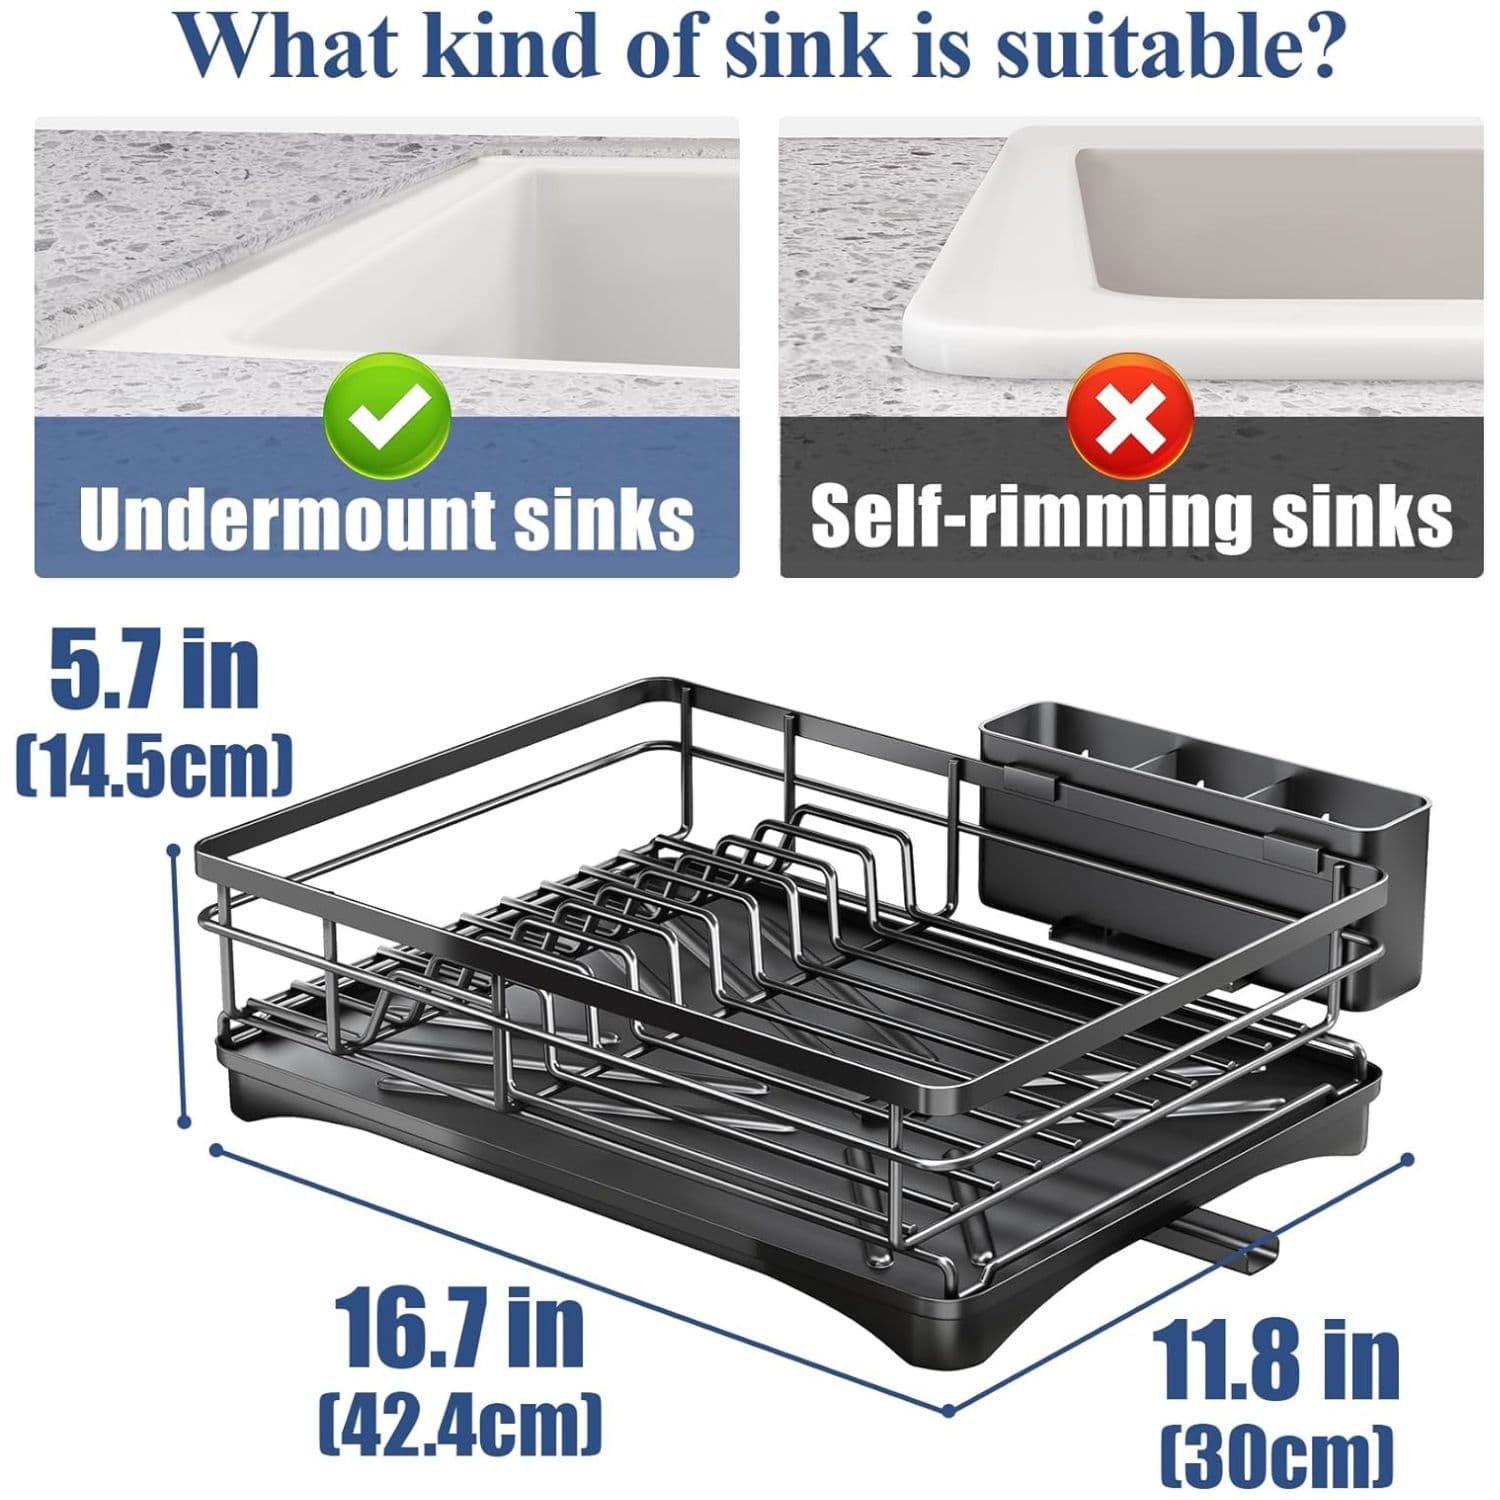 What kind of sink is suitable?
Undermount sinks
Self-rimming sinks
5.7 in
(14.5cm)
16.7 in
(42.4cm)
11.8 in
(30cm)